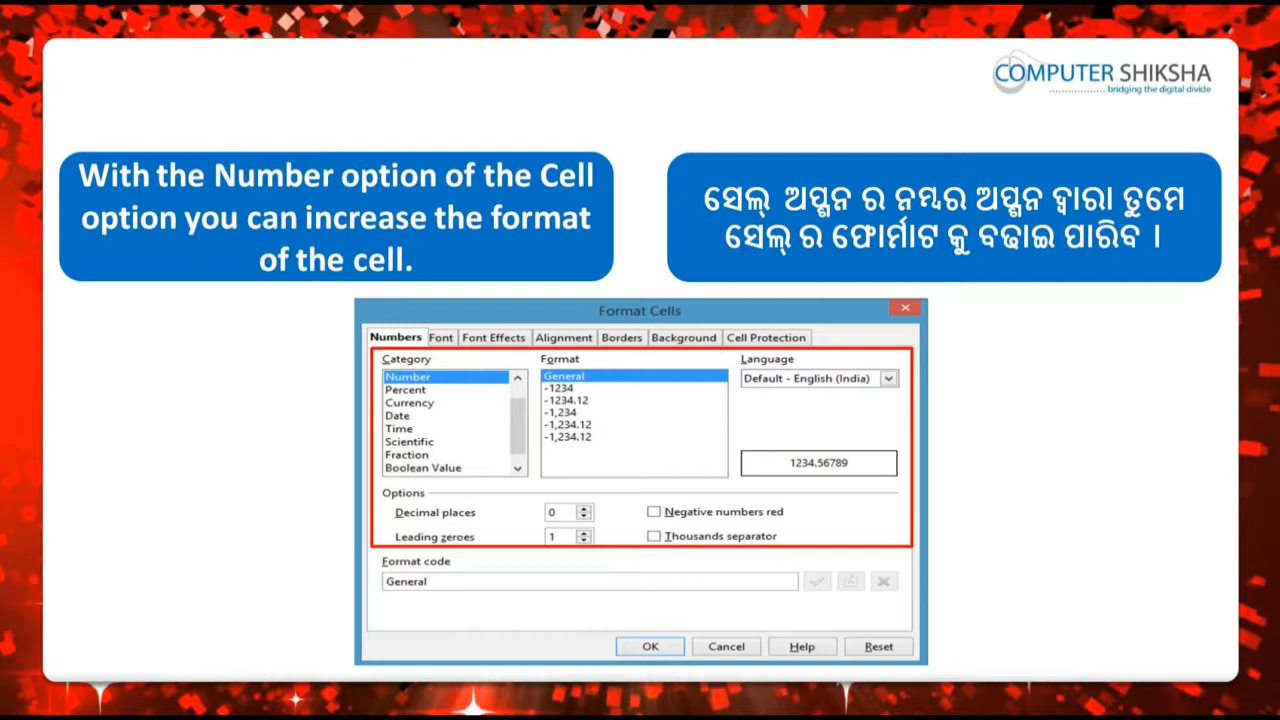 COMPUTER SHIKSHA
bridging the digital divide
With the Number option of the Cell
option you can increase the format
of the cell.
ସେଲ୍ ଅପ୍ଶନ ର ନମ୍ବର ଅପ୍ଶନ ଦ୍ୱାରା ତୁମେ
ସେଲ୍ ର ଫୋର୍ମାଟ କୁ ବଢାଇ ପାରିବ ।
Format Cells
Numbers Font Font Effects Alignment Borders Background Cell Protection
Category
Number
Percent
Currency
Date
Time
Scientific
Fraction
Boolean Value
Format
General
-1234
-1234.12
-1,234
-1,234.12
-1,234.12
Language
Default - English (India)
1234.56789
Options
Decimal places 0 Negative numbers red
Leading zeroes 1 Thousands separator
Format code
General
OK Cancel Help Reset